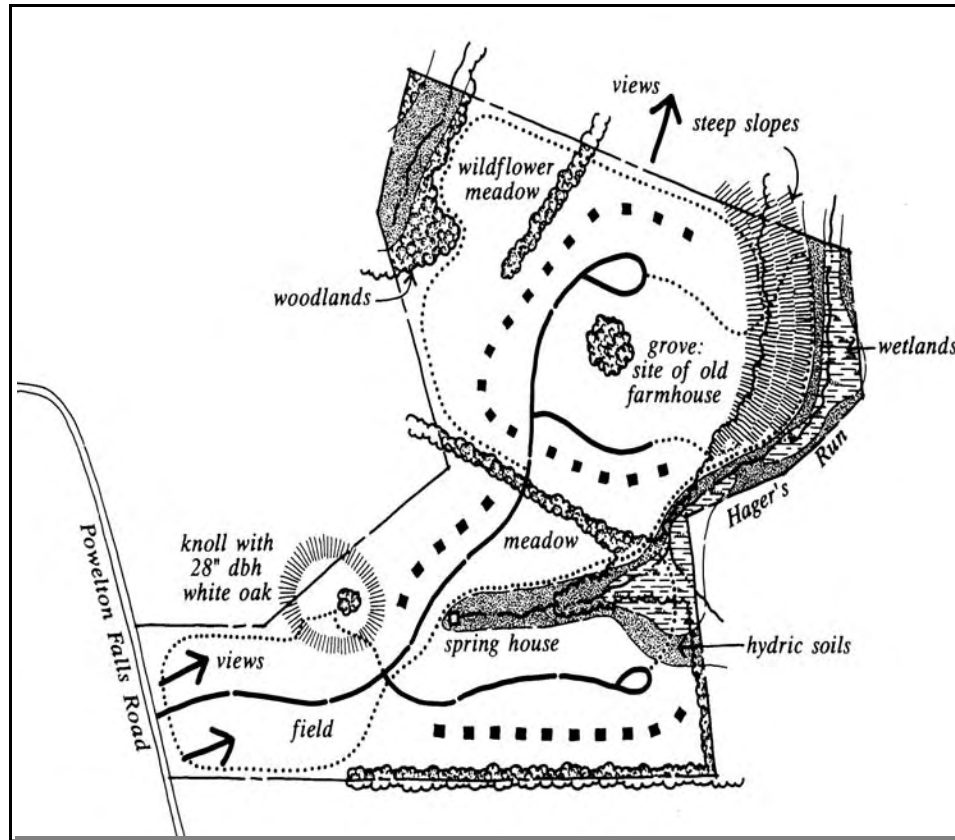 views
steep slopes
wildflower
meadow
woodlands
grove:
site of old
farmhouse
wetlands
Hager's Run
knoll with
28" dbh
white oak
meadow
Powelton Falls Road
views
spring house
hydric soils
field